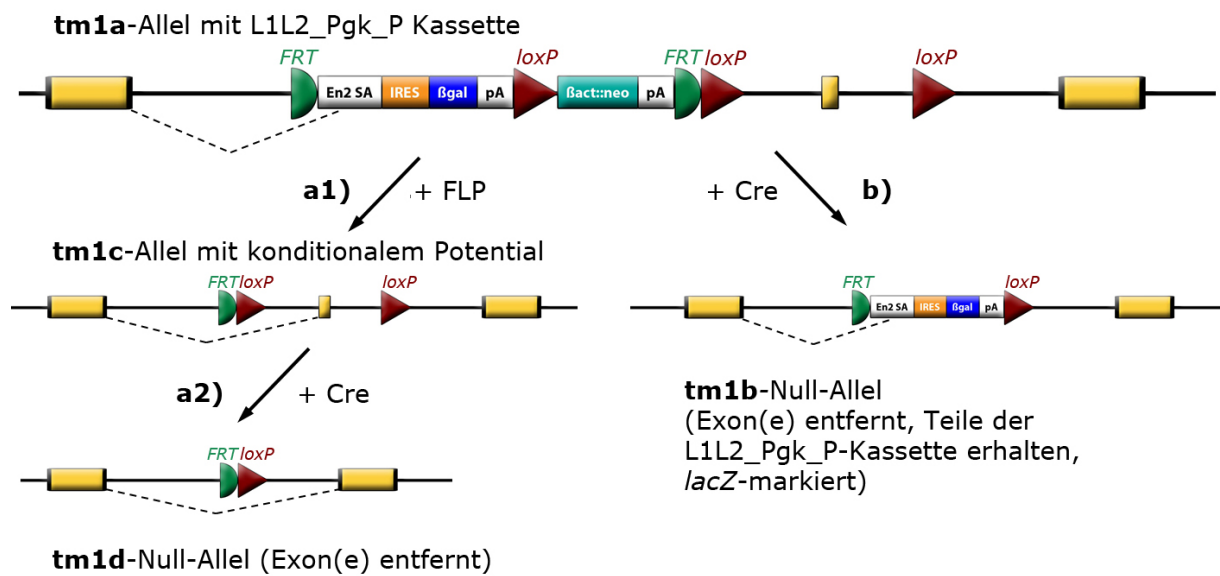 tm1a-Allel mit L1L2_Pgk_P Kassette
FRT loxP FRT loxP loxP
En2 SA IRES ßgal pA ßact::neo pA
a1) + FLP + Cre b)
tm1c-Allel mit konditionalem Potential
FRT loxP loxP
FRT loxP
En2 SA IRES ßgal pA
a2) + Cre
tm1b-Null-Allel
(Exon(e) entfernt, Teile der
L1L2_Pgk_P-Kassette erhalten,
lacZ-markiert)
FRT loxP
tm1d-Null-Allel (Exon(e) entfernt)